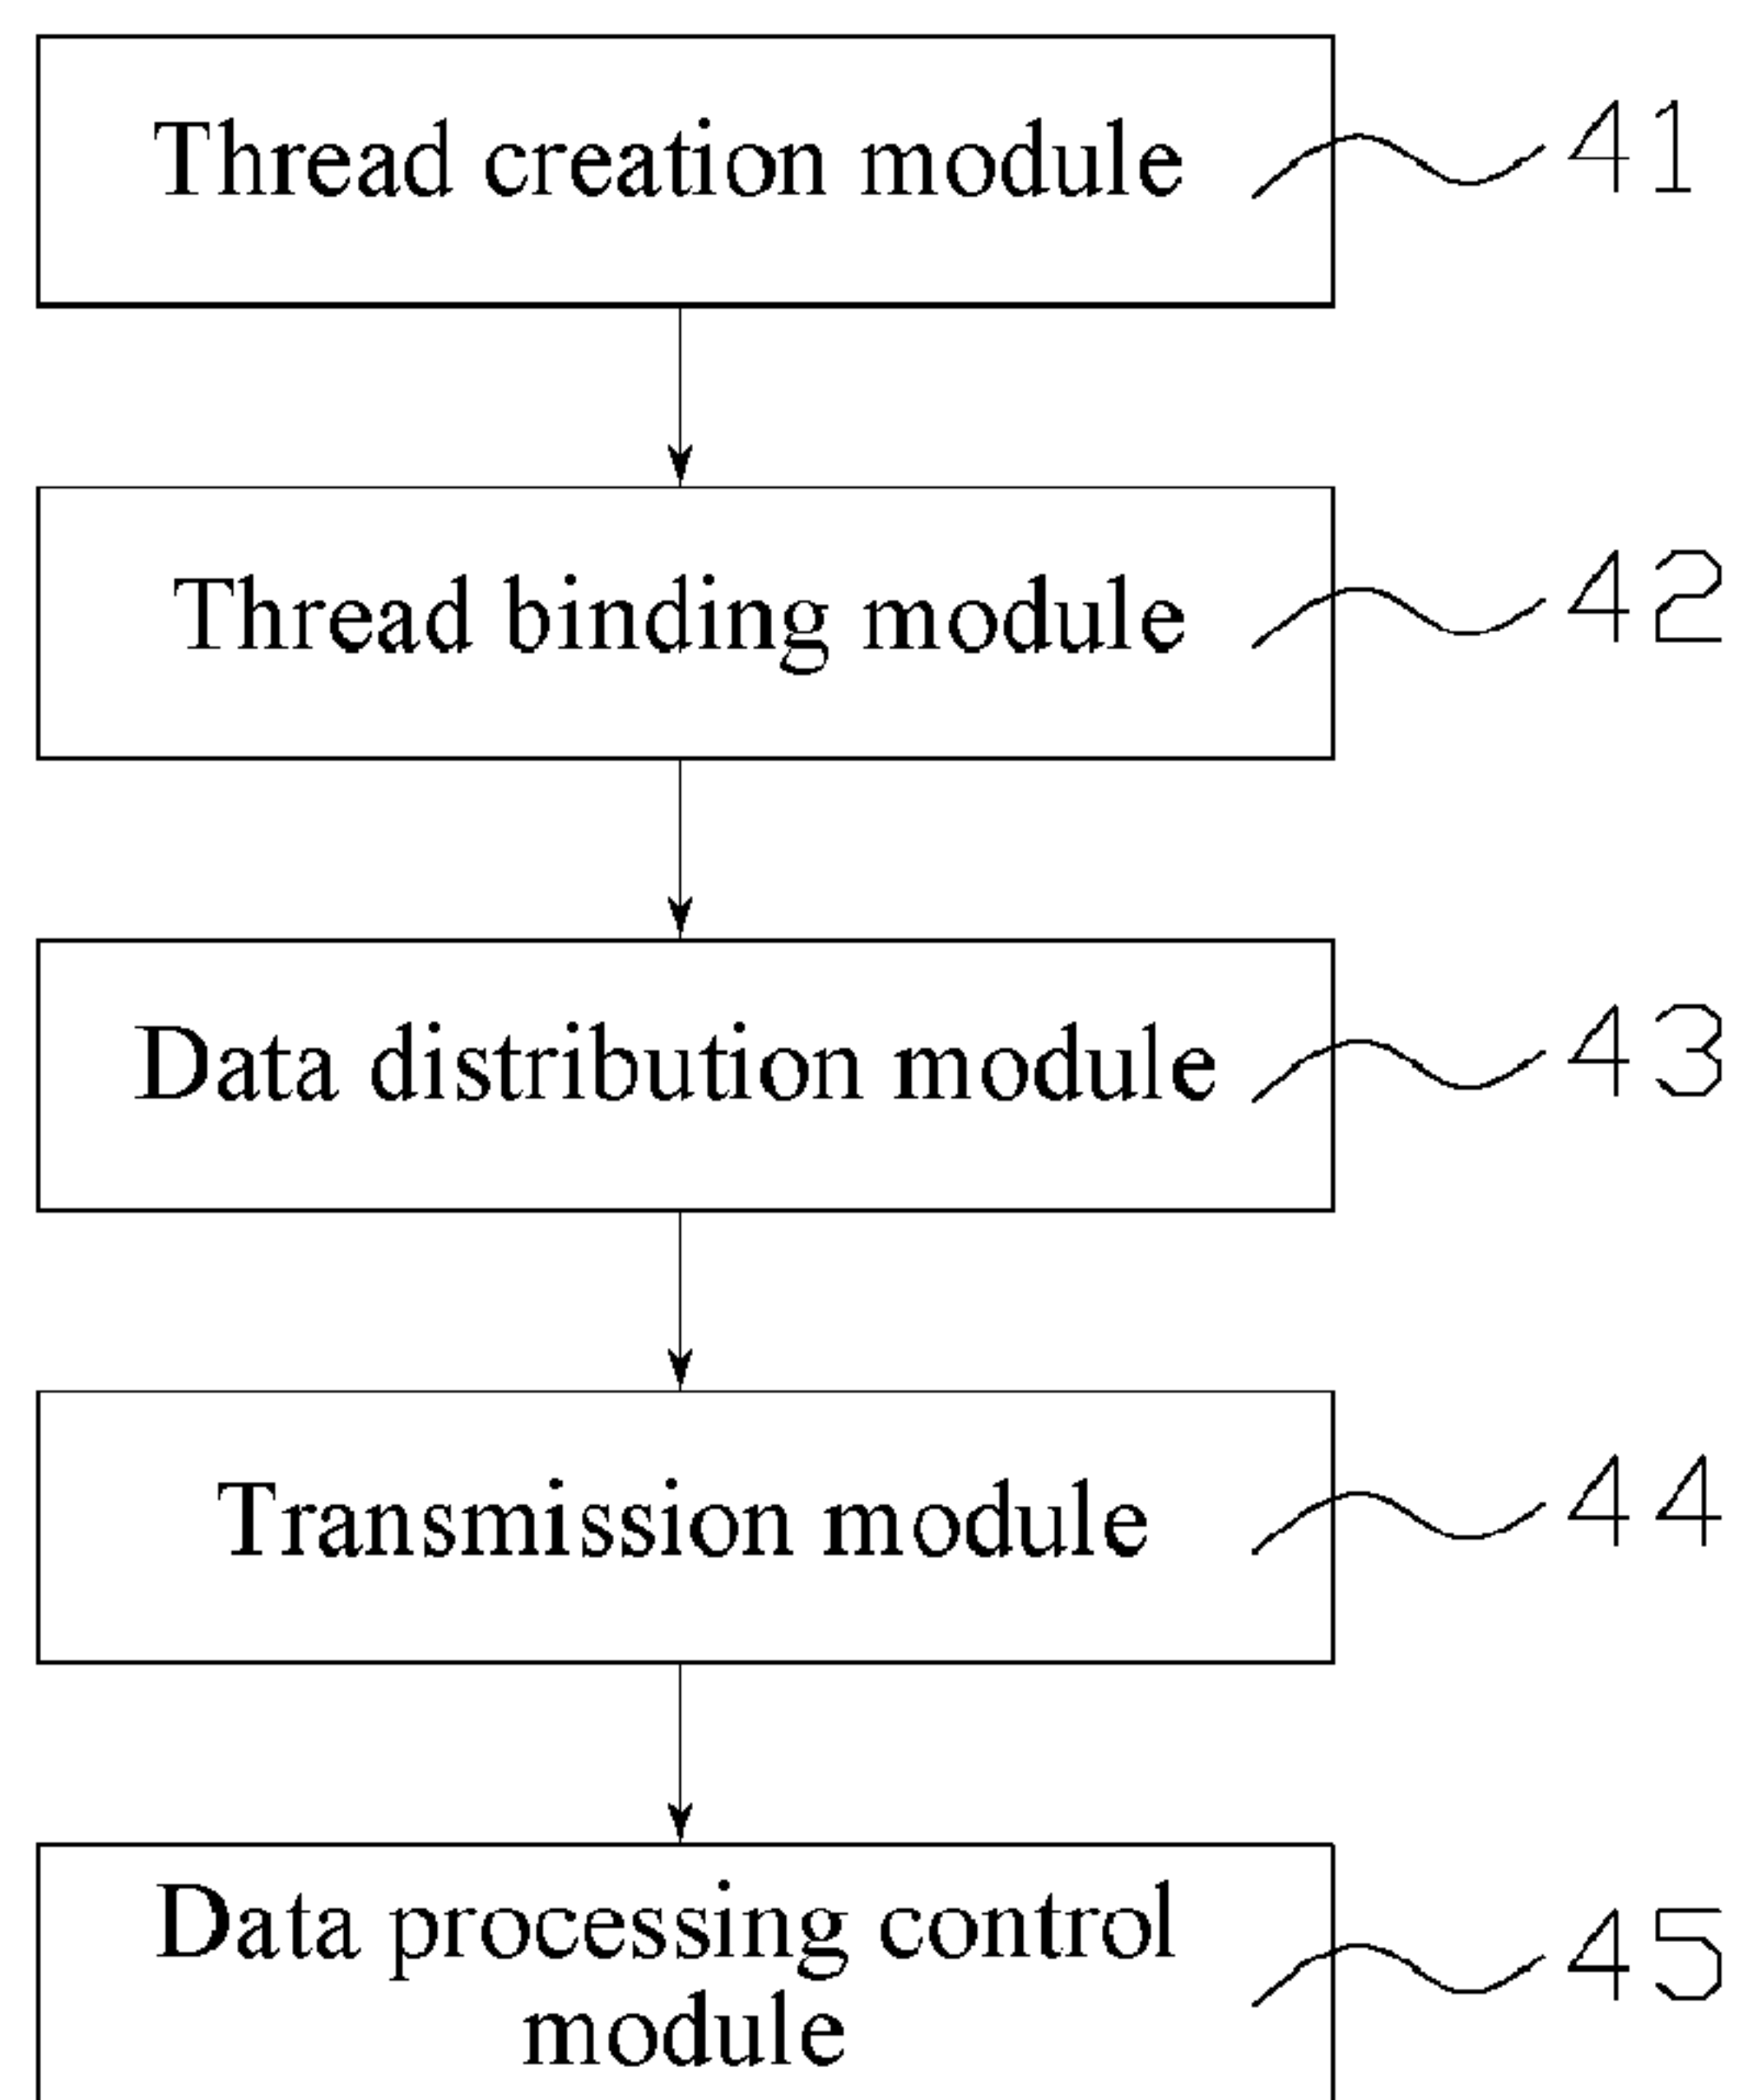 Thread creation module 41
Thread binding module 42
Data distribution module 43
Transmission module 44
Data processing control 45
module